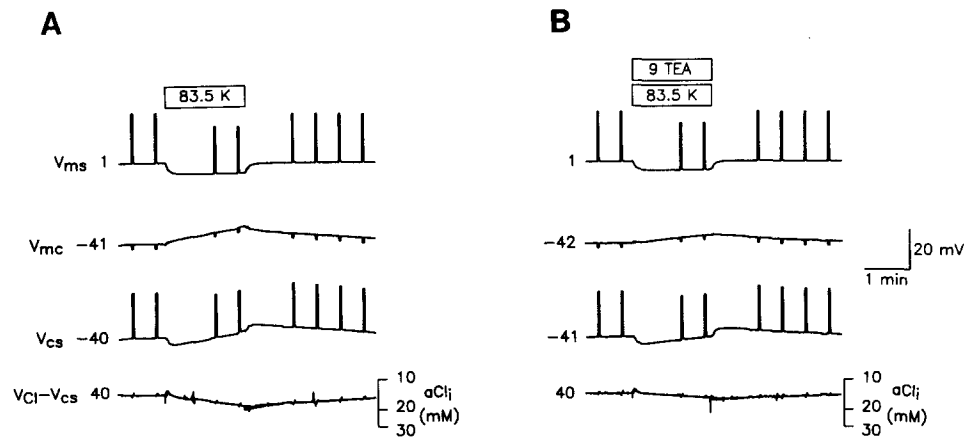 A
83.5 K
Vms 1
Vmc −41
Vcs −40
VCl−Vcs 40
10
20
30
aCli
(mM)
B
9 TEA
83.5 K
1
−42
−41
40
10
20
30
aCli
(mM)
20 mV
1 min